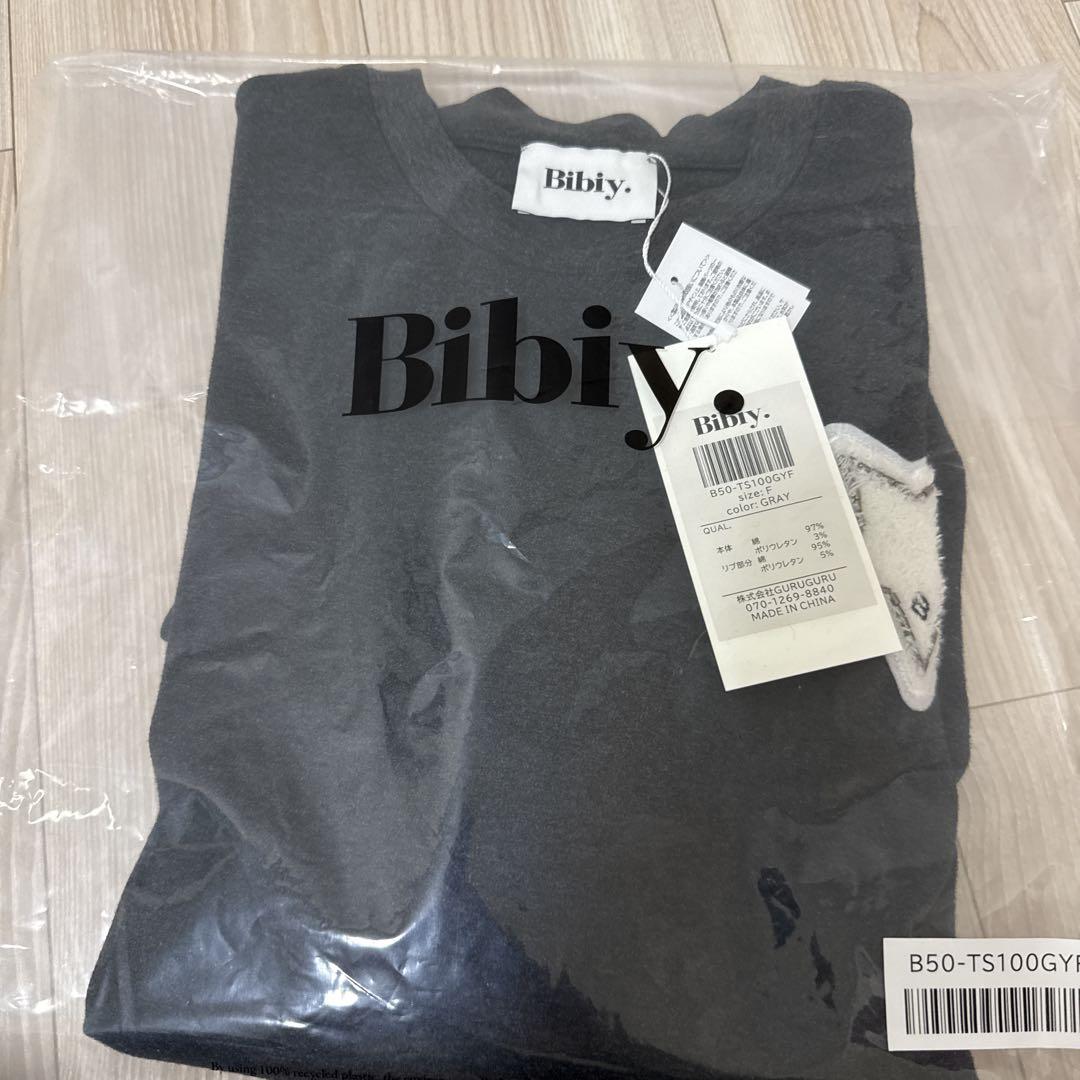 Bibiy.
Bibiy.
Bibiy.
B50-TS100GYF
size: F
color: GRAY
QUAL.
本体 綿 97%
ポリウレタン 3%
リブ部分 綿 95%
ポリウレタン 5%
株式会社GURUGURU
070-1269-8840
MADE IN CHINA
B50-TS100GYF
By using 100% recycled plastic, the